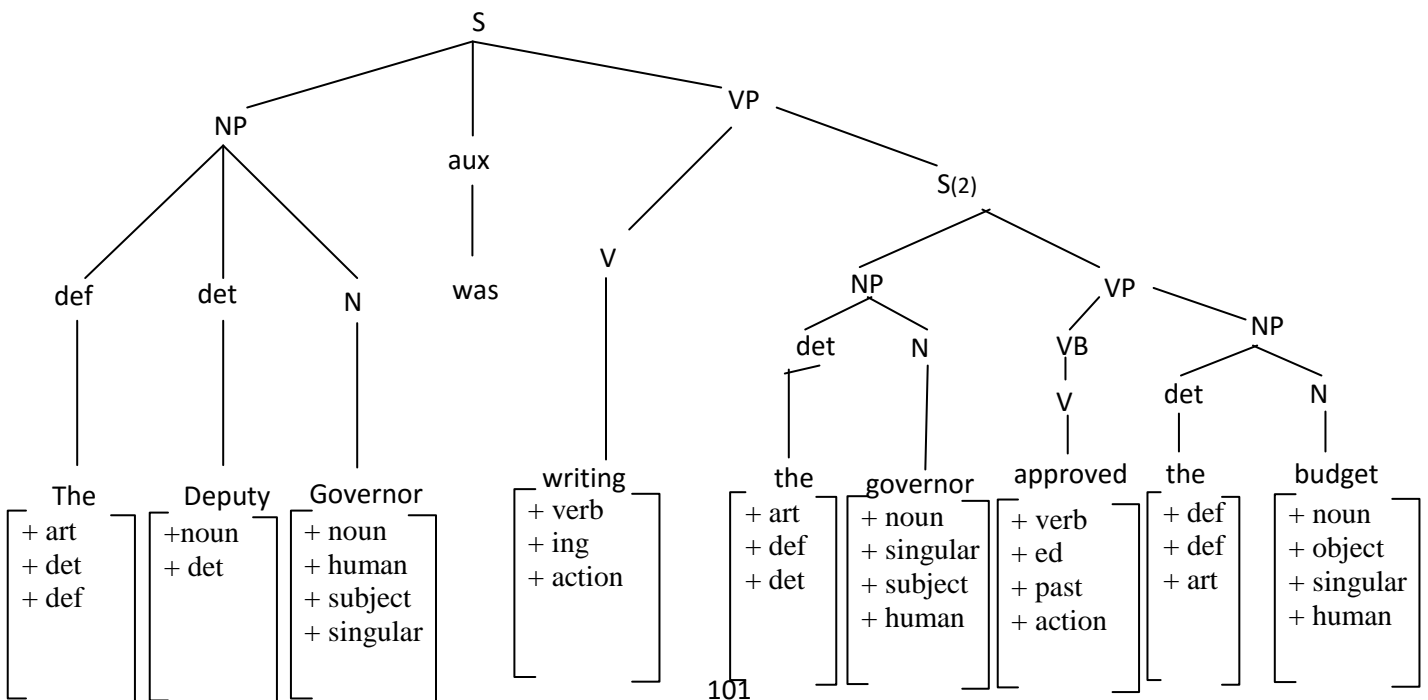 S
NP
VP
aux
S(2)
def
det
N
was
V
NP
VP
det
N
VB
NP
V
det
N
The
Deputy
Governor
writing
the
governor
approved
the
budget
+ art
+ det
+ def
+noun
+ det
+ noun
+ human
+ subject
+ singular
+ verb
+ ing
+ action
+ art
+ def
+ det
+ noun
+ singular
+ subject
+ human
+ verb
+ ed
+ past
+ action
+ def
+ def
+ art
+ noun
+ object
+ singular
+ human
101